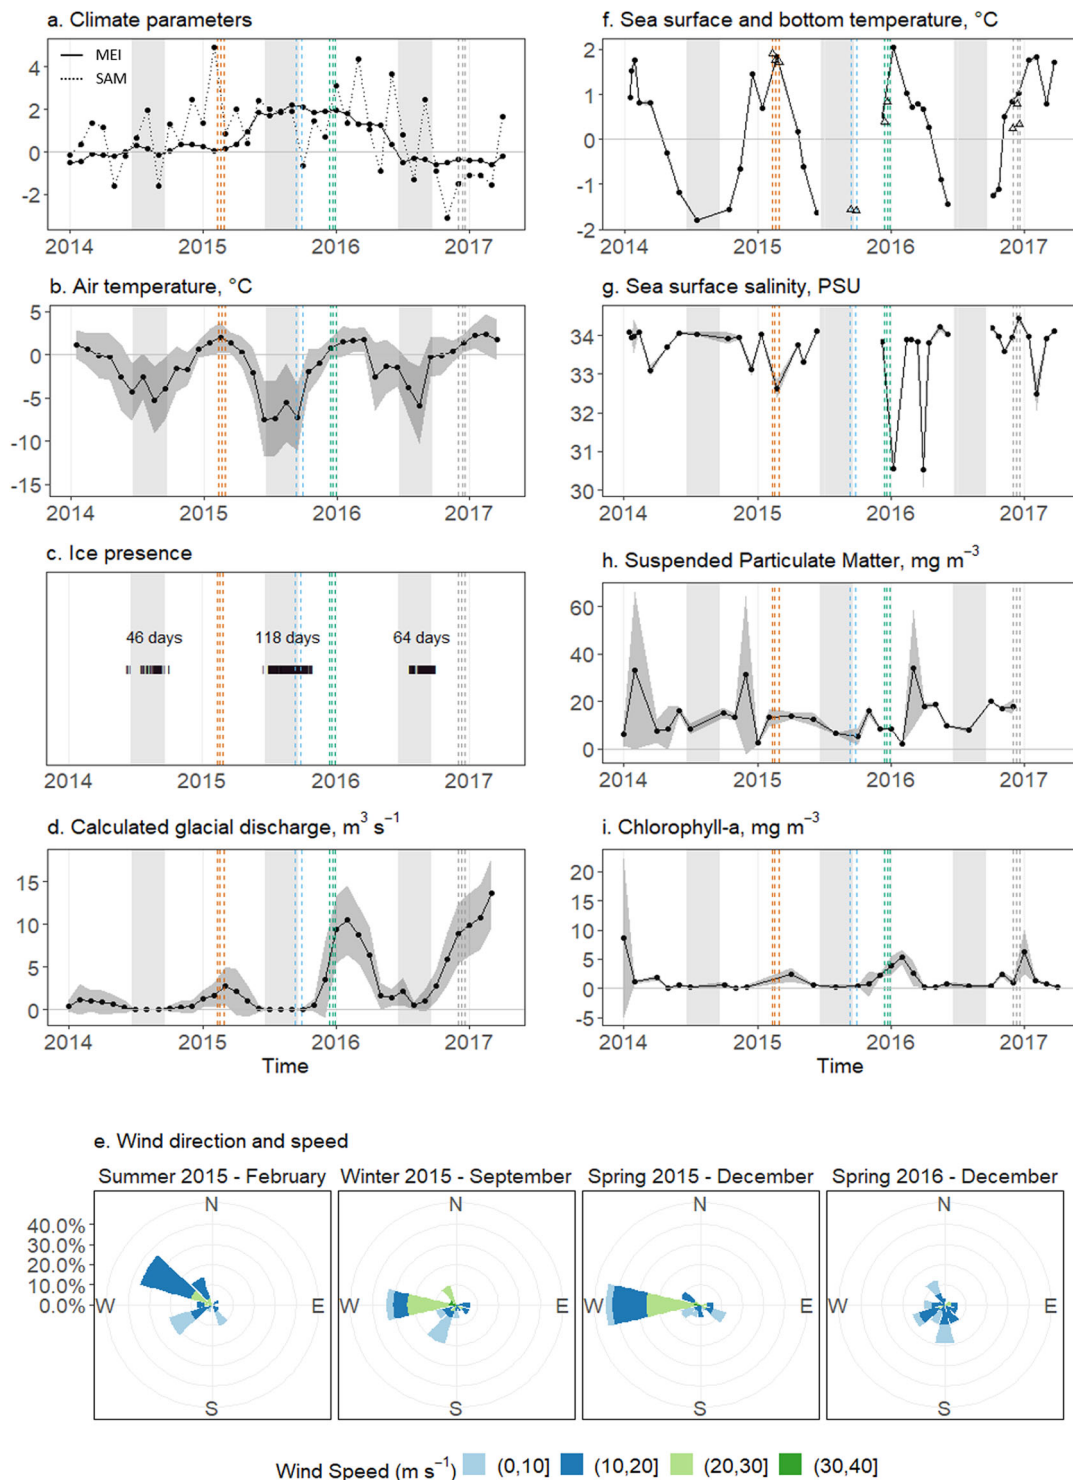 a. Climate parameters
MEI
SAM
4
2
0
-2
2014 2015 2016 2017
b. Air temperature, °C
5
0
-5
-10
-15
2014 2015 2016 2017
c. Ice presence
46 days 118 days 64 days
2014 2015 2016 2017
d. Calculated glacial discharge, m³ s⁻¹
15
10
5
0
2014 2015 2016 2017
Time
f. Sea surface and bottom temperature, °C
2
1
0
-1
-2
2014 2015 2016 2017
g. Sea surface salinity, PSU
34
33
32
31
30
2014 2015 2016 2017
h. Suspended Particulate Matter, mg m⁻³
60
40
20
0
2014 2015 2016 2017
i. Chlorophyll-a, mg m⁻³
20
15
10
5
0
-5
2014 2015 2016 2017
Time
e. Wind direction and speed
Summer 2015 - February Winter 2015 - September Spring 2015 - December Spring 2016 - December
N N N N
40.0%
30.0%
20.0%
10.0%
0.0%
W E W E W E W E
S S S S
Wind Speed (m s⁻¹) (0,10] (10,20] (20,30] (30,40]